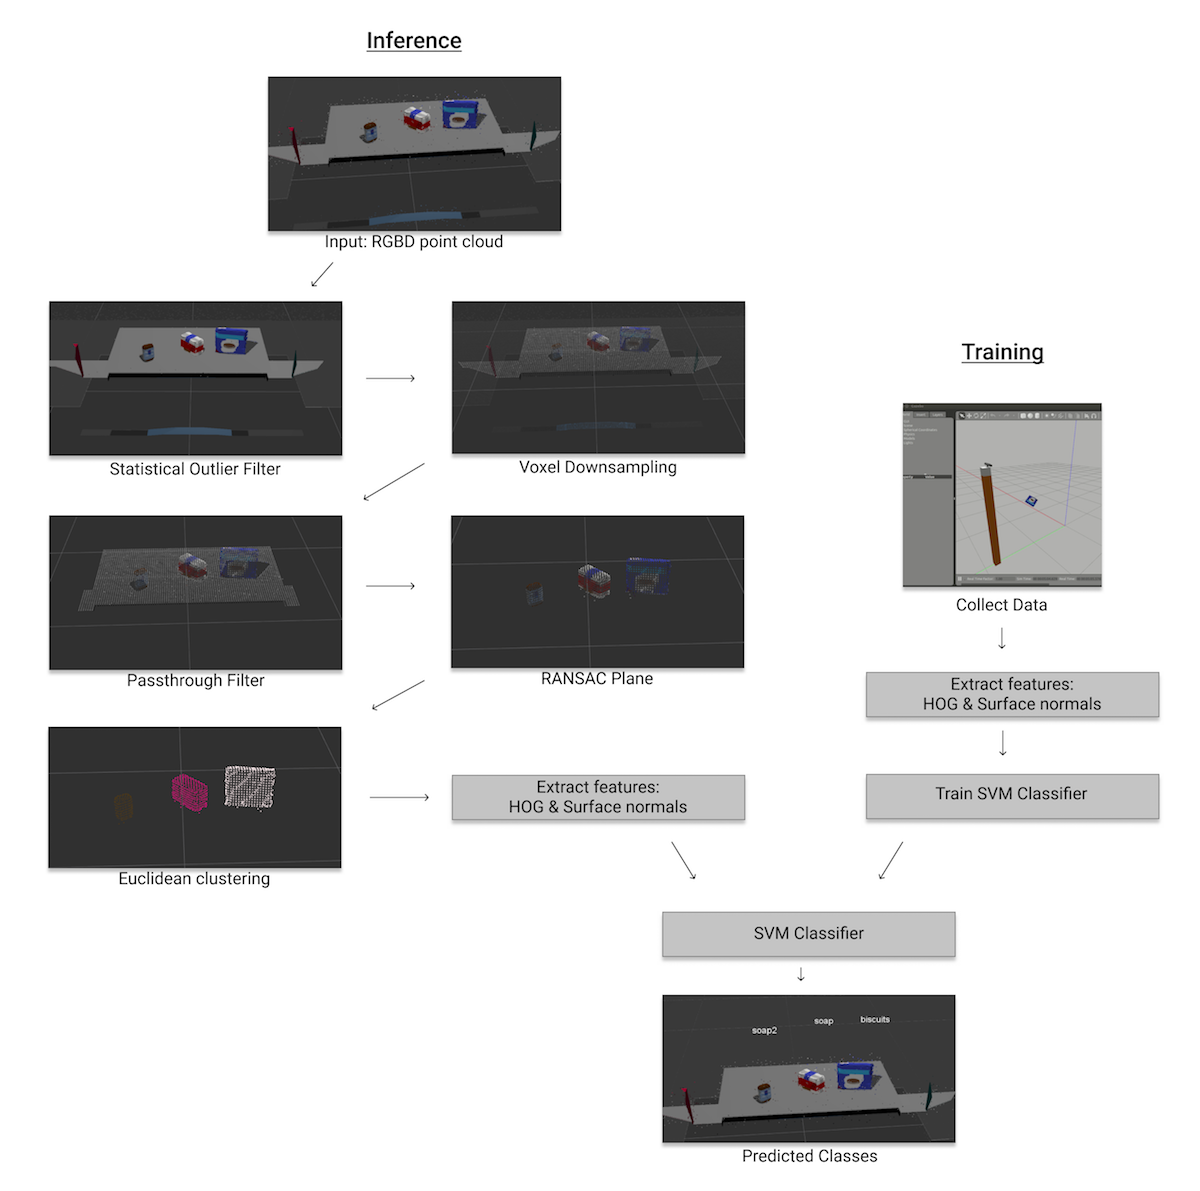 Inference
Input: RGBD point cloud
Statistical Outlier Filter
Voxel Downsampling
Passthrough Filter
RANSAC Plane
Euclidean clustering
Extract features:
HOG & Surface normals
Training
Collect Data
Extract features:
HOG & Surface normals
Train SVM Classifier
SVM Classifier
soap2
soap
biscuits
Predicted Classes